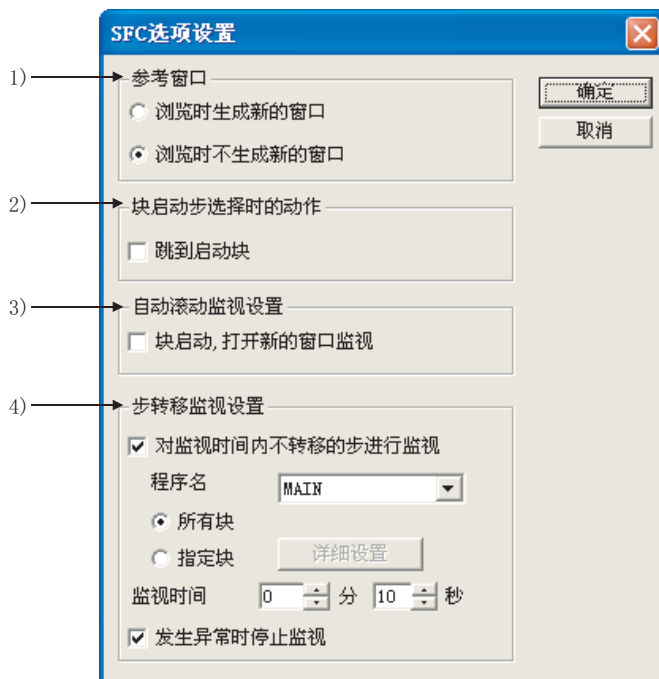 SFC选项设置
1)
参考窗口
浏览时生成新的窗口
浏览时不生成新的窗口
确定
取消
2)
块启动步选择时的动作
跳到启动块
3)
自动滚动监视设置
块启动,打开新的窗口监视
4)
步转移监视设置
对监视时间内不转移的步进行监视
程序名 MAIN
所有块
指定块 详细设置
监视时间 0 分 10 秒
发生异常时停止监视